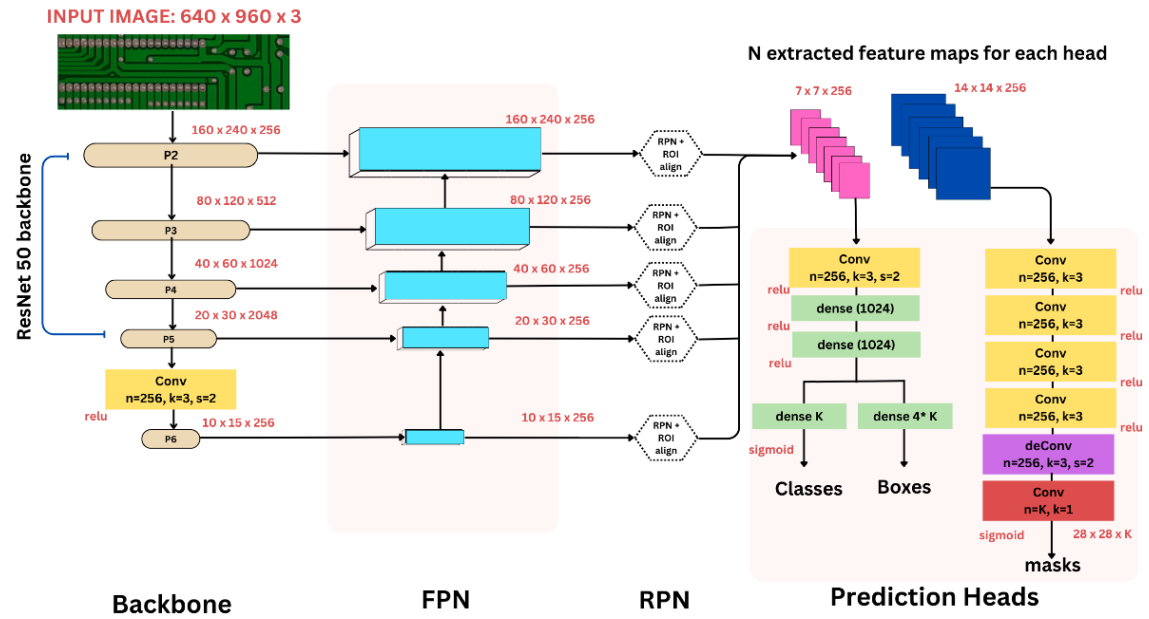 INPUT IMAGE: 640 x 960 x 3
N extracted feature maps for each head
7 x 7 x 256
14 x 14 x 256
160 x 240 x 256
160 x 240 x 256
P2
RPN +
ROI
align
ResNet 50 backbone
80 x 120 x 512
80 x 120 x 256
P3
RPN +
ROI
align
40 x 60 x 1024
40 x 60 x 256
P4
RPN +
ROI
align
20 x 30 x 2048
20 x 30 x 256
P5
RPN +
ROI
align
Conv
n=256, k=3, s=2
relu
10 x 15 x 256
10 x 15 x 256
P6
RPN +
ROI
align
Conv
n=256, k=3, s=2
relu
dense (1024)
relu
dense (1024)
relu
dense K
dense 4* K
sigmoid
Classes
Boxes
Conv
n=256, k=3
relu
Conv
n=256, k=3
relu
Conv
n=256, k=3
relu
Conv
n=256, k=3
relu
deConv
n=256, k=3, s=2
Conv
n=K, k=1
sigmoid
28 x 28 x K
masks
Backbone
FPN
RPN
Prediction Heads